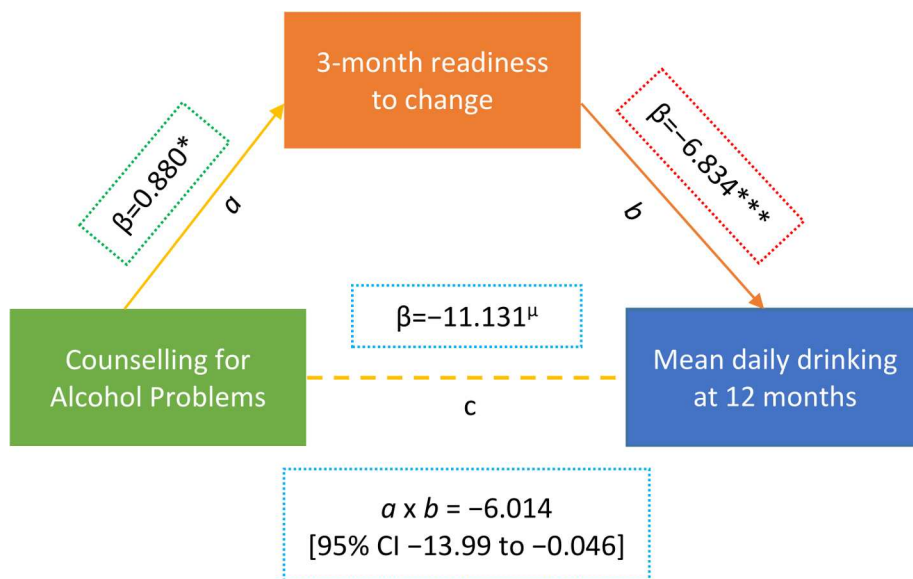 3-month readiness
to change
β=0.880*
a
β=−6.834***
b
β=−11.131ᵘ
Counselling for
Alcohol Problems
c
Mean daily drinking
at 12 months
a x b = −6.014
[95% CI −13.99 to −0.046]